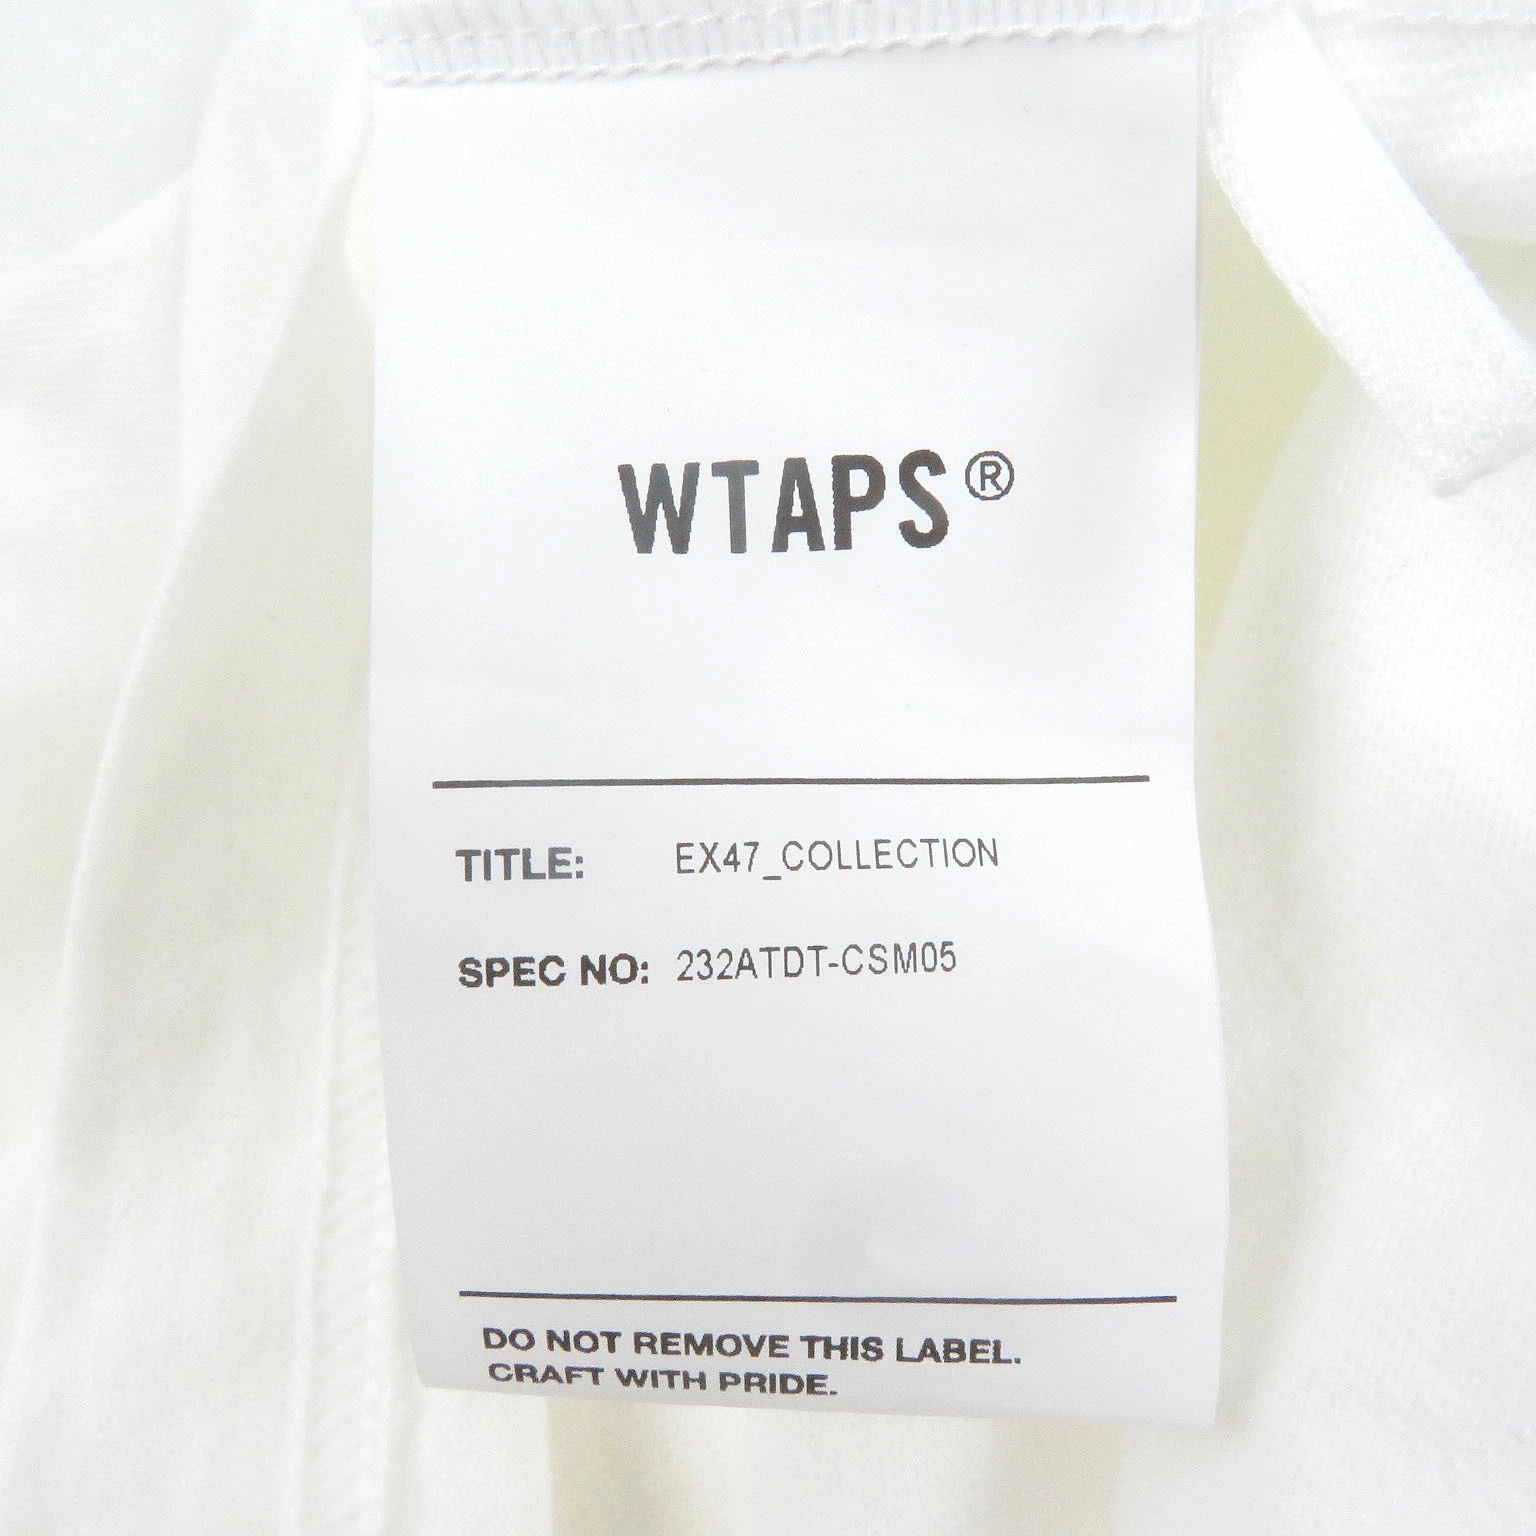 WTAPS®
TITLE: EX47_COLLECTION
SPEC NO: 232ATDT-CSM05
DO NOT REMOVE THIS LABEL.
CRAFT WITH PRIDE.